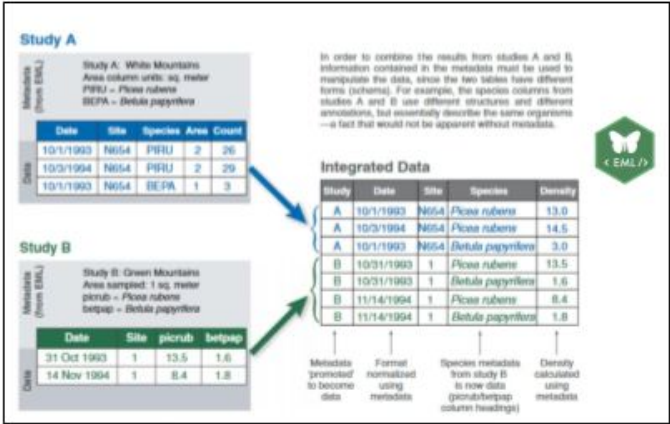 Study A
Metadata
(from EML)
Study A: White Mountains
Area column units: sq. meter
PIRU = Picea rubens
BEPA = Betula papyrifera
Data
Date Site Species Area Count
10/1/1993 N654 PIRU 2 26
10/3/1994 N654 PIRU 2 29
10/1/1993 N654 BEPA 1 3
Study B
Metadata
(from EML)
Study B: Green Mountains
Area sampled: 1 sq. meter
picrub = Picea rubens
betpap = Betula papyrifera
Data
Date Site picrub betpap
31 Oct 1993 1 13.5 1.6
14 Nov 1994 1 8.4 1.8
In order to combine the results from studies A and B,
information contained in the metadata must be used to
manipulate the data, since the two tables have different
forms (schema). For example, the species columns from
studies A and B use different structures and different
annotations, but essentially describe the same organisms
—a fact that would not be apparent without metadata.
< EML />
Integrated Data
Study Date Site Species Density
A 10/1/1993 N654 Picea rubens 13.0
A 10/3/1994 N654 Picea rubens 14.5
A 10/1/1993 N654 Betula papyrifera 3.0
B 10/31/1993 1 Picea rubens 13.5
B 10/31/1993 1 Betula papyrifera 1.6
B 11/14/1994 1 Picea rubens 8.4
B 11/14/1994 1 Betula papyrifera 1.8
Metadata
'promoted'
to become
data
Format
normalized
using
metadata
Species metadata
from study B
is now data
(picrub/betpap
column headings)
Density
calculated
using
metadata